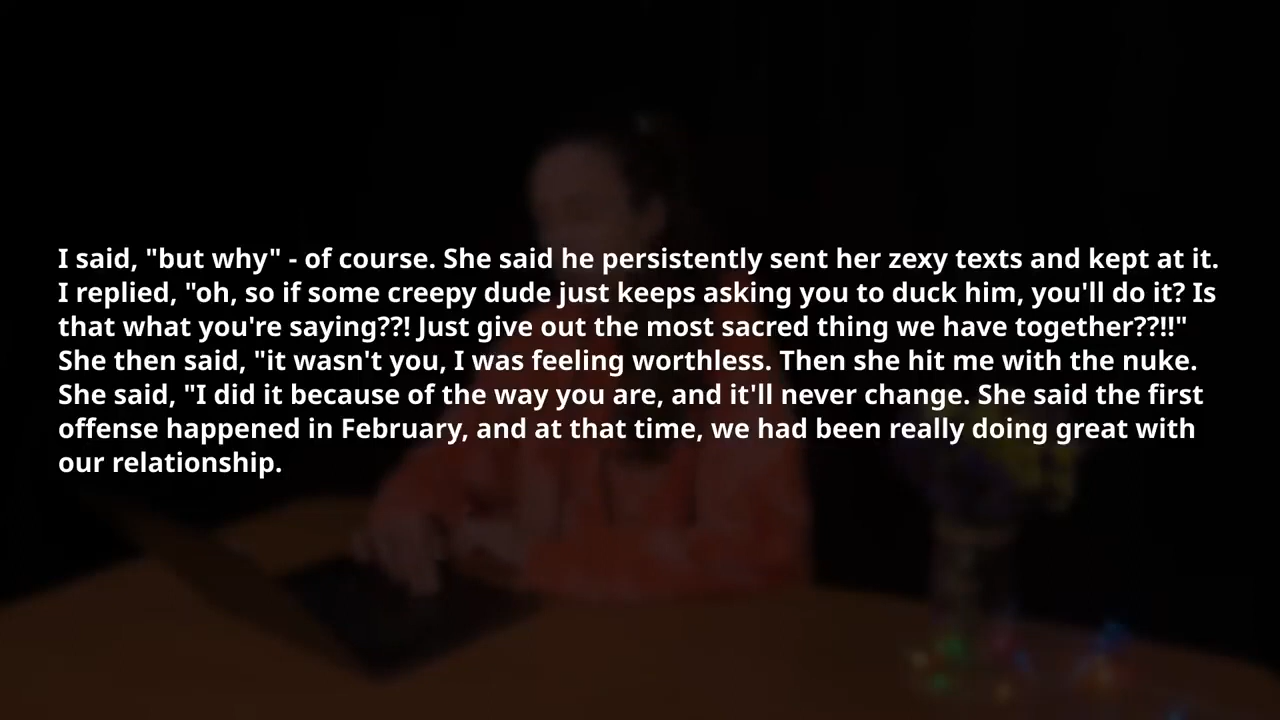 I said, "but why" - of course. She said he persistently sent her zexy texts and kept at it.
I replied, "oh, so if some creepy dude just keeps asking you to duck him, you'll do it? Is
that what you're saying??! Just give out the most sacred thing we have together??!!"
She then said, "it wasn't you, I was feeling worthless. Then she hit me with the nuke.
She said, "I did it because of the way you are, and it'll never change. She said the first
offense happened in February, and at that time, we had been really doing great with
our relationship.